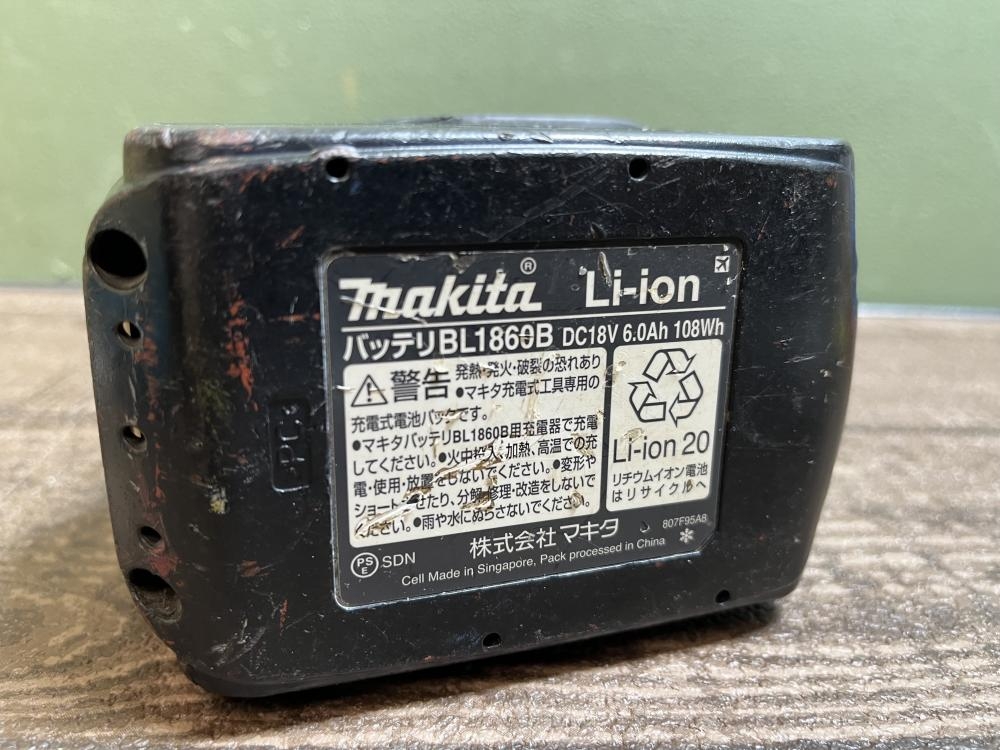 makita® Li-ion
バッテリBL1860B DC18V 6.0Ah 108Wh
警告 発熱・発火・破裂の恐れあり
●マキタ充電式工具専用の
充電式電池パックです。
●マキタバッテリBL1860B用充電器で充電
してください。●火中投入、加熱、高温での充
電・使用・放置をしないでください。●変形や
ショートさせたり、分解・修理・改造をしないで
ください。●雨や水にぬらさないでください。
Li-ion 20
リチウムイオン電池
はリサイクルへ
株式会社 マキタ
807F95A8
PSE SDN
Cell Made in Singapore, Pack processed in China
>PC<